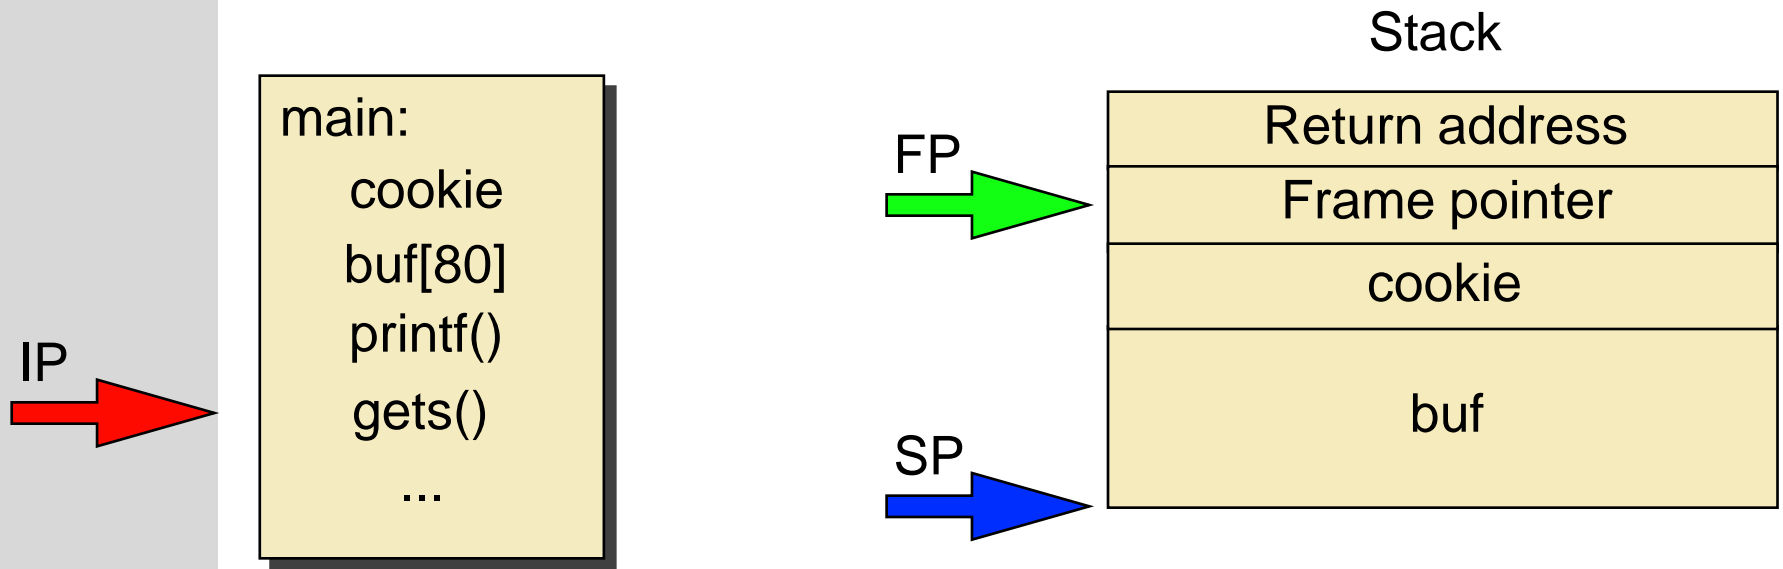 Stack
main:
cookie
buf[80]
printf()
gets()
...
IP
FP
SP
Return address
Frame pointer
cookie
buf